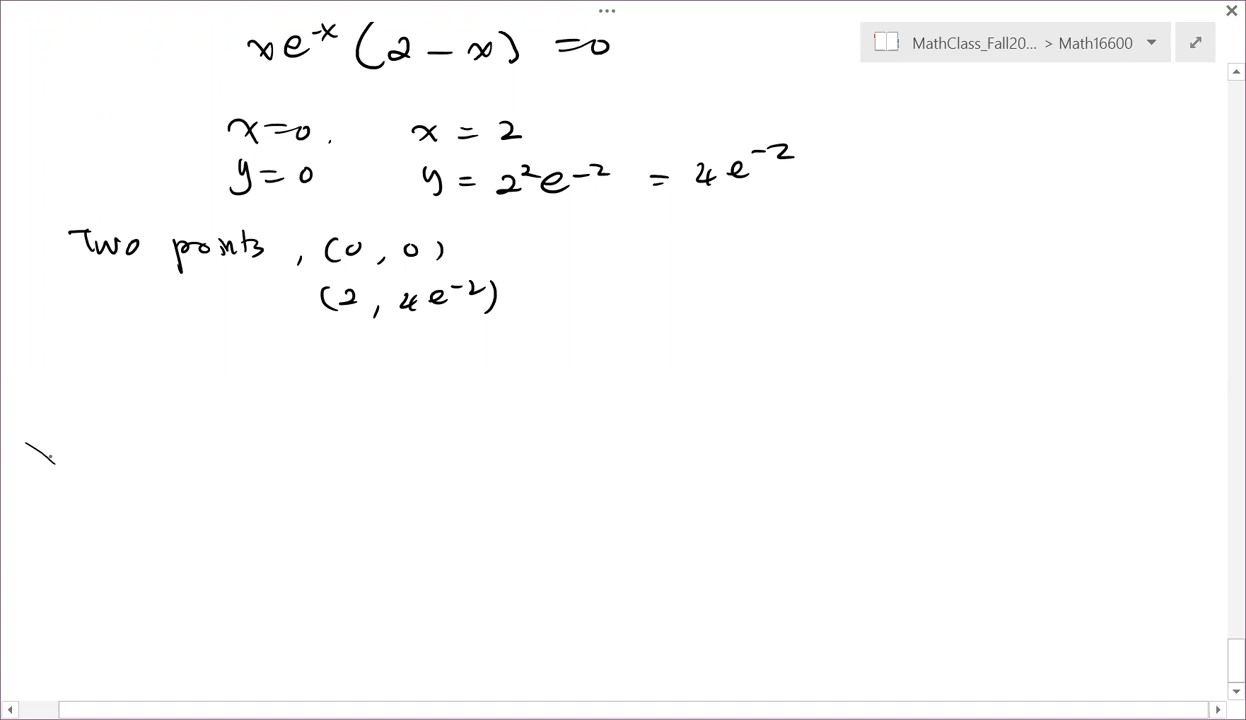 xe^{-x} (2 - x) = 0
MathClass_Fall20... > Math16600
x = 0, x = 2
y = 0 y = 2^2 e^{-2} = 4e^{-2}
Two points, (0, 0)
(2, 4e^{-2})